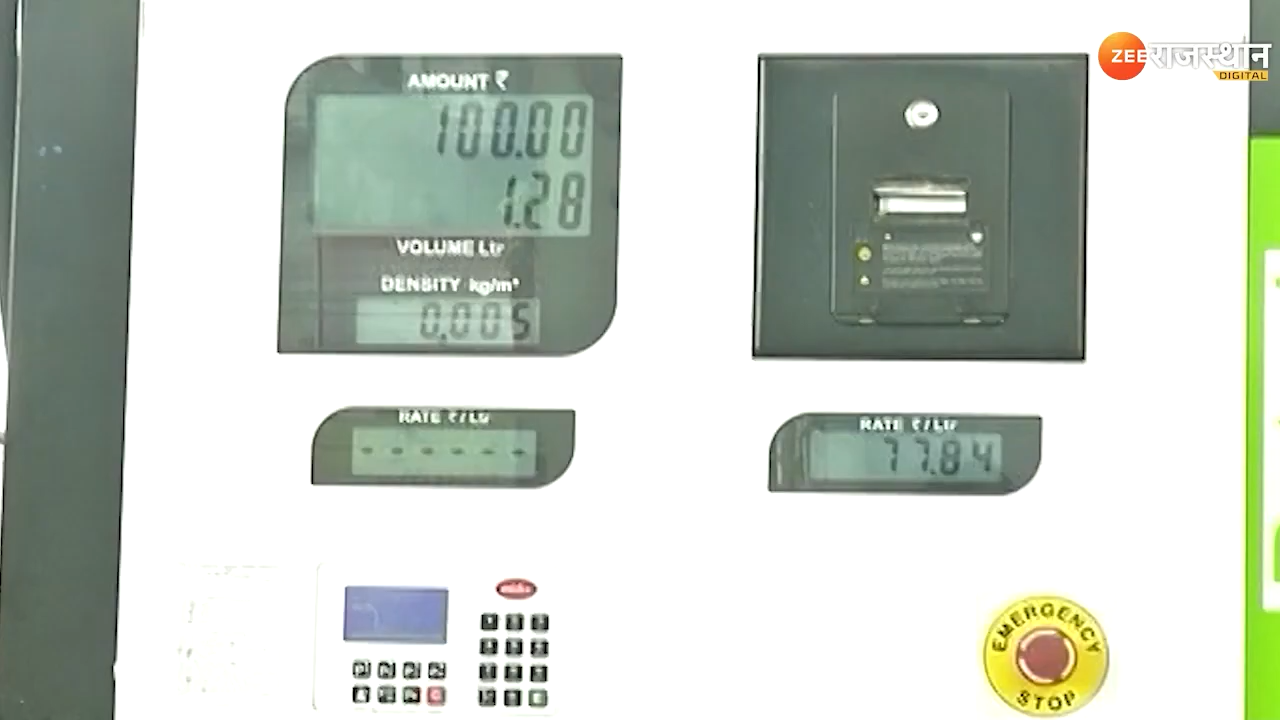 ZEE राजस्थान
DIGITAL
AMOUNT ₹
100.00
1.28
VOLUME Ltr
DENSITY kg/m³
0.005
RATE ₹/Ltr
- - - - - -
RATE ₹/Ltr
77.84
EMERGENCY
STOP